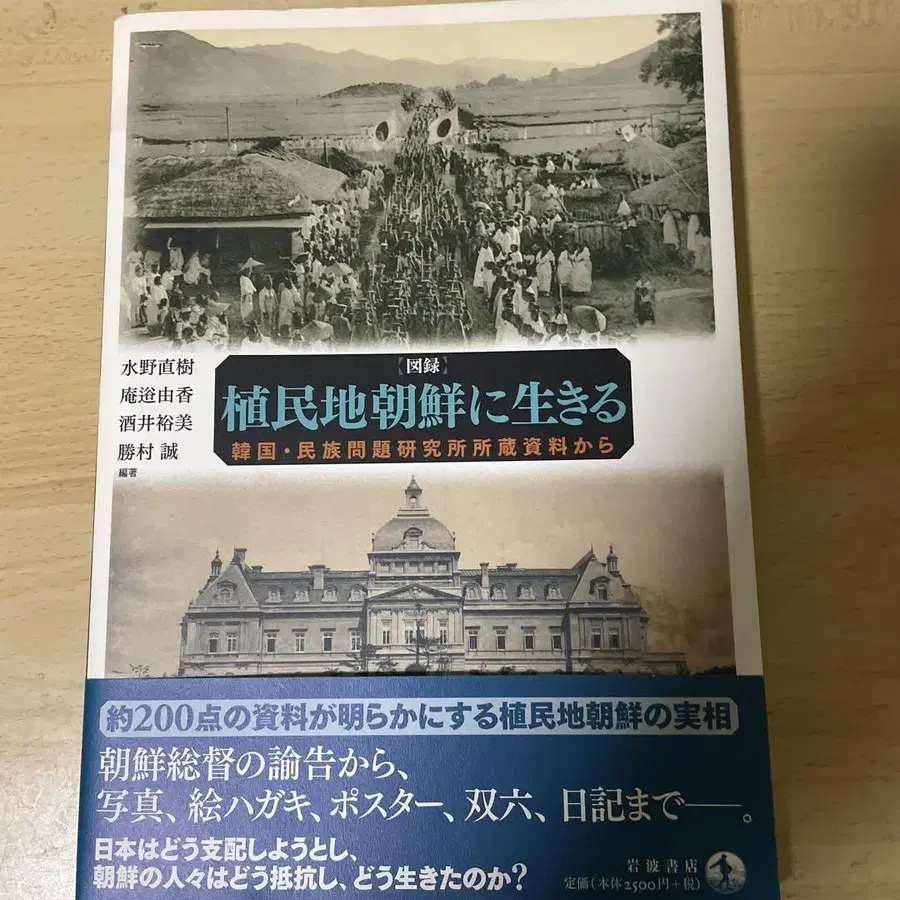 水野直樹
庵逧由香
酒井裕美
勝村 誠
編著
【図録】
植民地朝鮮に生きる
韓国・民族問題研究所所蔵資料から
約200点の資料が明らかにする植民地朝鮮の実相
朝鮮総督の諭告から、
写真、絵ハガキ、ポスター、双六、日記まで──。
日本はどう支配しようとし、
朝鮮の人々はどう抵抗し、どう生きたのか?
岩波書店
定価(本体2500円+税)